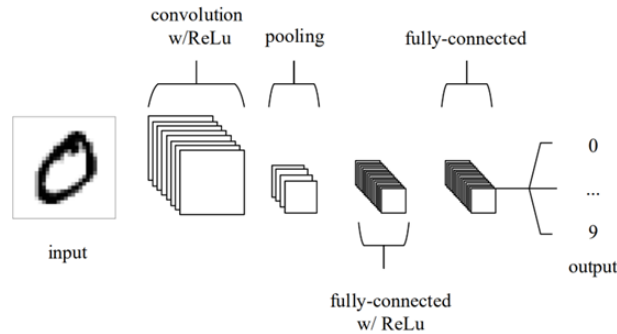 convolution
w/ReLu
pooling
fully-connected
0
...
9
input
output
fully-connected
w/ ReLu